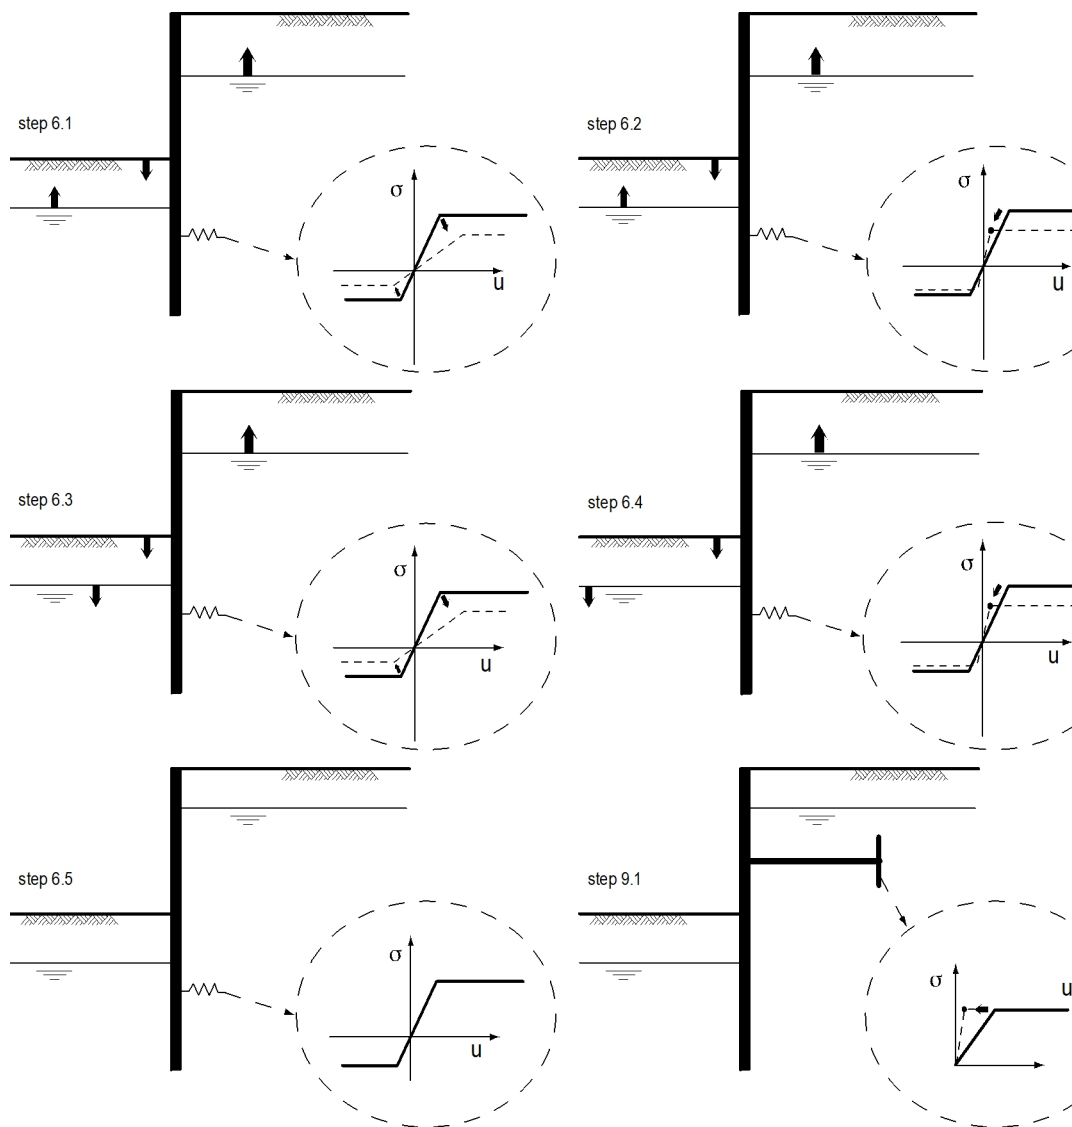 step 6.1
σ
u
step 6.2
σ
u
step 6.3
σ
u
step 6.4
σ
u
step 6.5
σ
u
step 9.1
σ
u